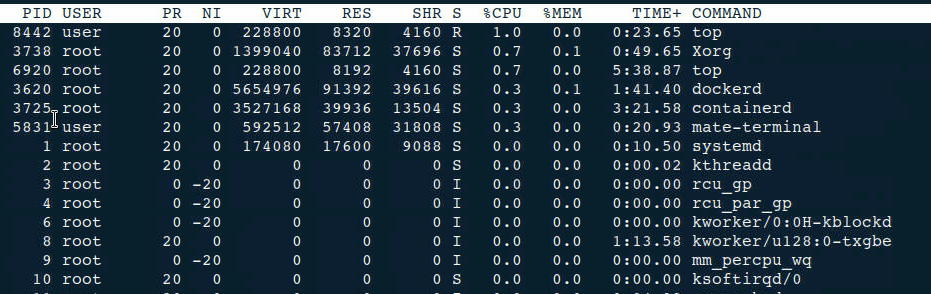 PID USER PR NI VIRT RES SHR S %CPU %MEM TIME+ COMMAND
8442 user 20 0 228800 8320 4160 R 1.0 0.0 0:23.65 top
3738 root 20 0 1399040 83712 37696 S 0.7 0.1 0:49.65 Xorg
6920 root 20 0 228800 8192 4160 S 0.7 0.0 5:38.87 top
3620 root 20 0 5654976 91392 39616 S 0.3 0.1 1:41.40 dockerd
3725 root 20 0 3527168 39936 13504 S 0.3 0.0 3:21.58 containerd
5831 user 20 0 592512 57408 31808 S 0.3 0.0 0:20.93 mate-terminal
1 root 20 0 174080 17600 9088 S 0.0 0.0 0:10.50 systemd
2 root 20 0 0 0 0 S 0.0 0.0 0:00.02 kthreadd
3 root 0 -20 0 0 0 I 0.0 0.0 0:00.00 rcu_gp
4 root 0 -20 0 0 0 I 0.0 0.0 0:00.00 rcu_par_gp
6 root 0 -20 0 0 0 I 0.0 0.0 0:00.00 kworker/0:0H-kblockd
8 root 20 0 0 0 0 I 0.0 0.0 1:13.58 kworker/u128:0-txgbe
9 root 0 -20 0 0 0 I 0.0 0.0 0:00.00 mm_percpu_wq
10 root 20 0 0 0 0 S 0.0 0.0 0:00.00 ksoftirqd/0